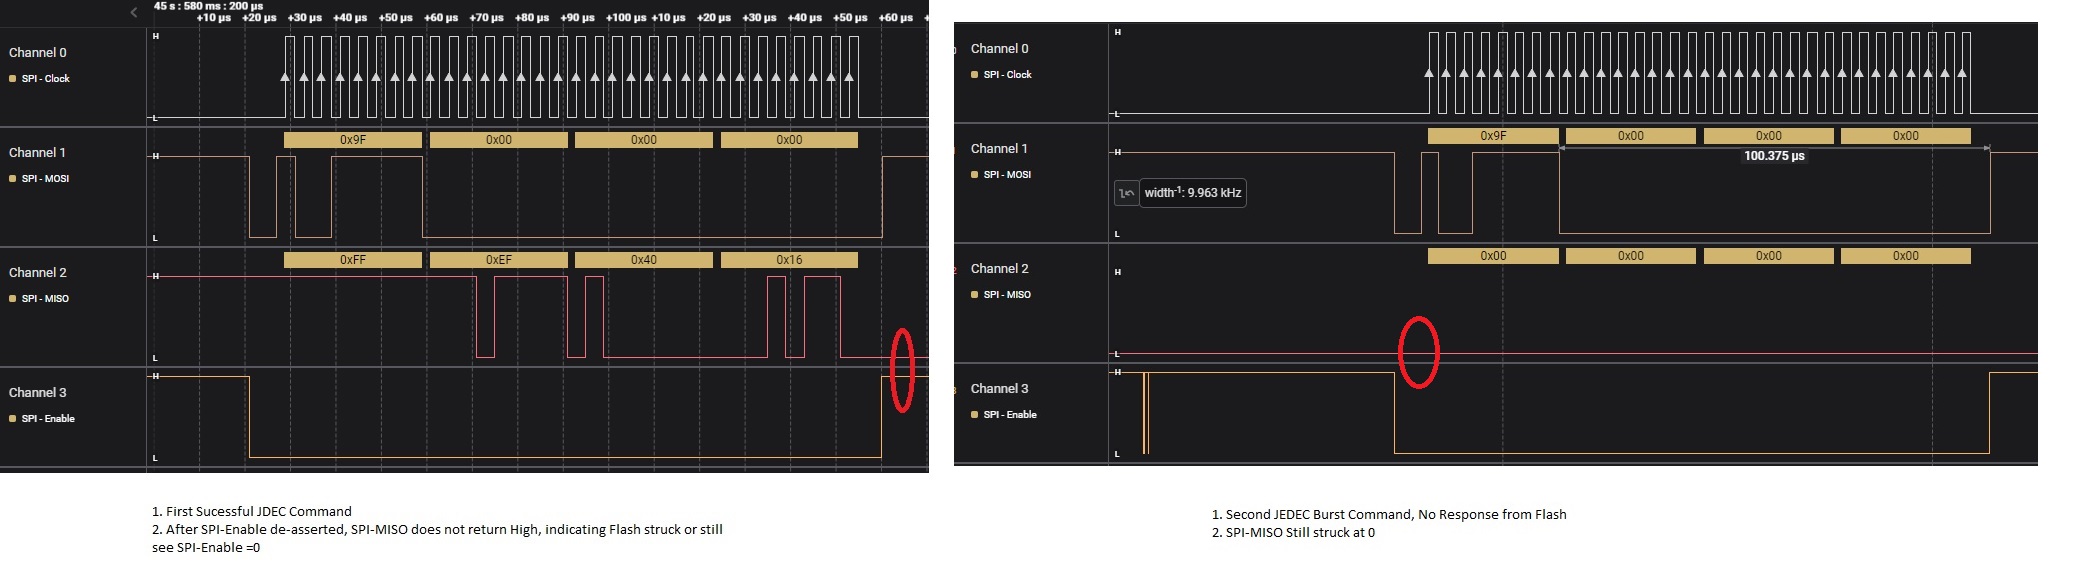 45 s : 580 ms : 200 µs
+10 µs +20 µs +30 µs +40 µs +50 µs +60 µs +70 µs +80 µs +90 µs +100 µs +10 µs +20 µs +30 µs +40 µs +50 µs +60 µs
Channel 0
SPI - Clock
H
L
Channel 1
SPI - MOSI
H
L
0x9F 0x00 0x00 0x00
Channel 2
SPI - MISO
H
L
0xFF 0xEF 0x40 0x16
Channel 3
SPI - Enable
H
L
1. First Sucessful JDEC Command
2. After SPI-Enable de-asserted, SPI-MISO does not return High, indicating Flash struck or still
see SPI-Enable =0
Channel 0
SPI - Clock
H
L
Channel 1
SPI - MOSI
H
L
0x9F 0x00 0x00 0x00
100.375 µs
width-1: 9.963 kHz
Channel 2
SPI - MISO
H
L
0x00 0x00 0x00 0x00
Channel 3
SPI - Enable
H
L
1. Second JEDEC Burst Command, No Response from Flash
2. SPI-MISO Still struck at 0